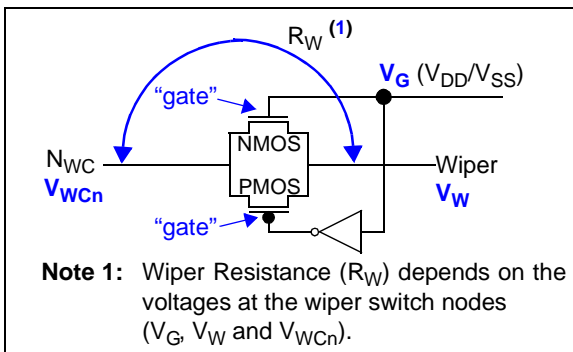 R_W (1)
V_G (V_DD/V_SS)
"gate"
NMOS
N_WC
V_WCn
Wiper
V_W
PMOS
"gate"
Note 1: Wiper Resistance (R_W) depends on the
voltages at the wiper switch nodes
(V_G, V_W and V_WCn).